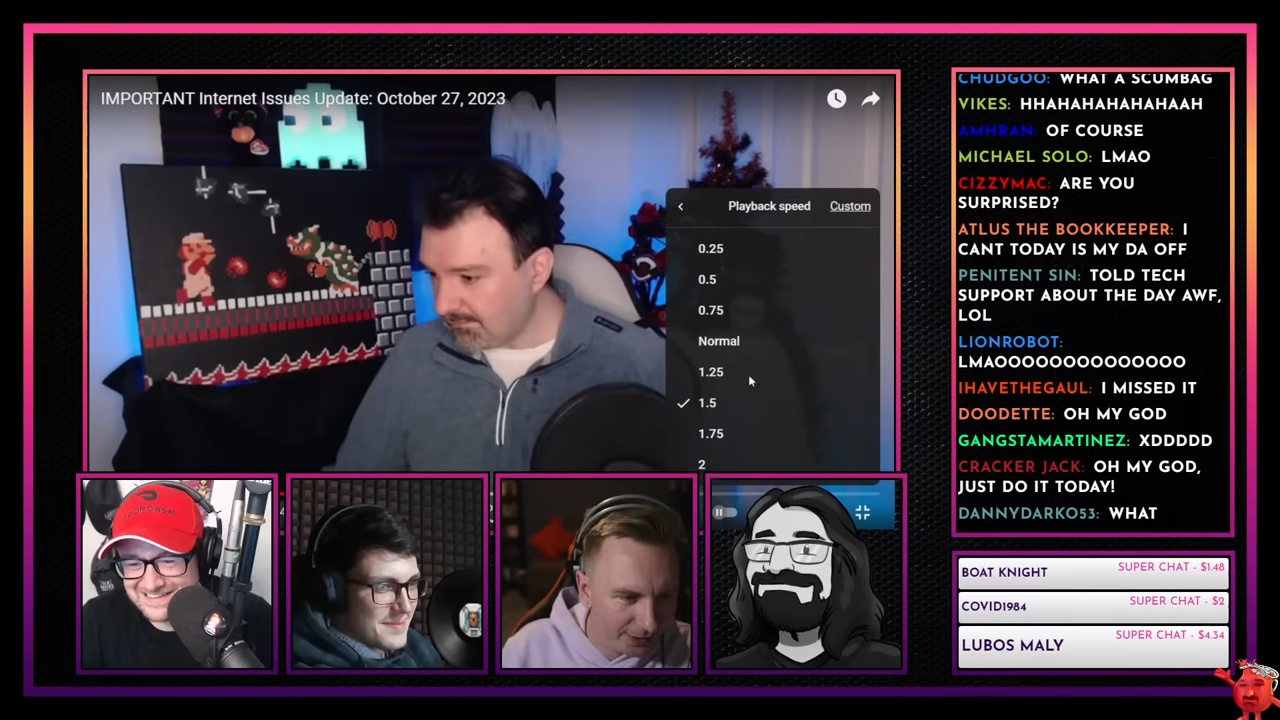 IMPORTANT Internet Issues Update: October 27, 2023
Playback speed
Custom
0.25
0.5
0.75
Normal
1.25
1.5
1.75
2
CHUDGOO: WHAT A SCUMBAG
VIKES: HHAHAHAHAHAHAAH
AMHRAN: OF COURSE
MICHAEL SOLO: LMAO
CIZZYMAC: ARE YOU
SURPRISED?
ATLUS THE BOOKKEEPER: I
CANT TODAY IS MY DA OFF
PENITENT SIN: TOLD TECH
SUPPORT ABOUT THE DAY AWF,
LOL
LIONROBOT:
LMAOOOOOOOOOOOOOO
IHAVETHEGAUL: I MISSED IT
DOODETTE: OH MY GOD
GANGSTAMARTINEZ: XDDDDD
CRACKER JACK: OH MY GOD,
JUST DO IT TODAY!
DANNYDARKO53: WHAT
BOAT KNIGHT
SUPER CHAT - $1.48
COVID1984
SUPER CHAT - $2
LUBOS MALY
SUPER CHAT - $4.34